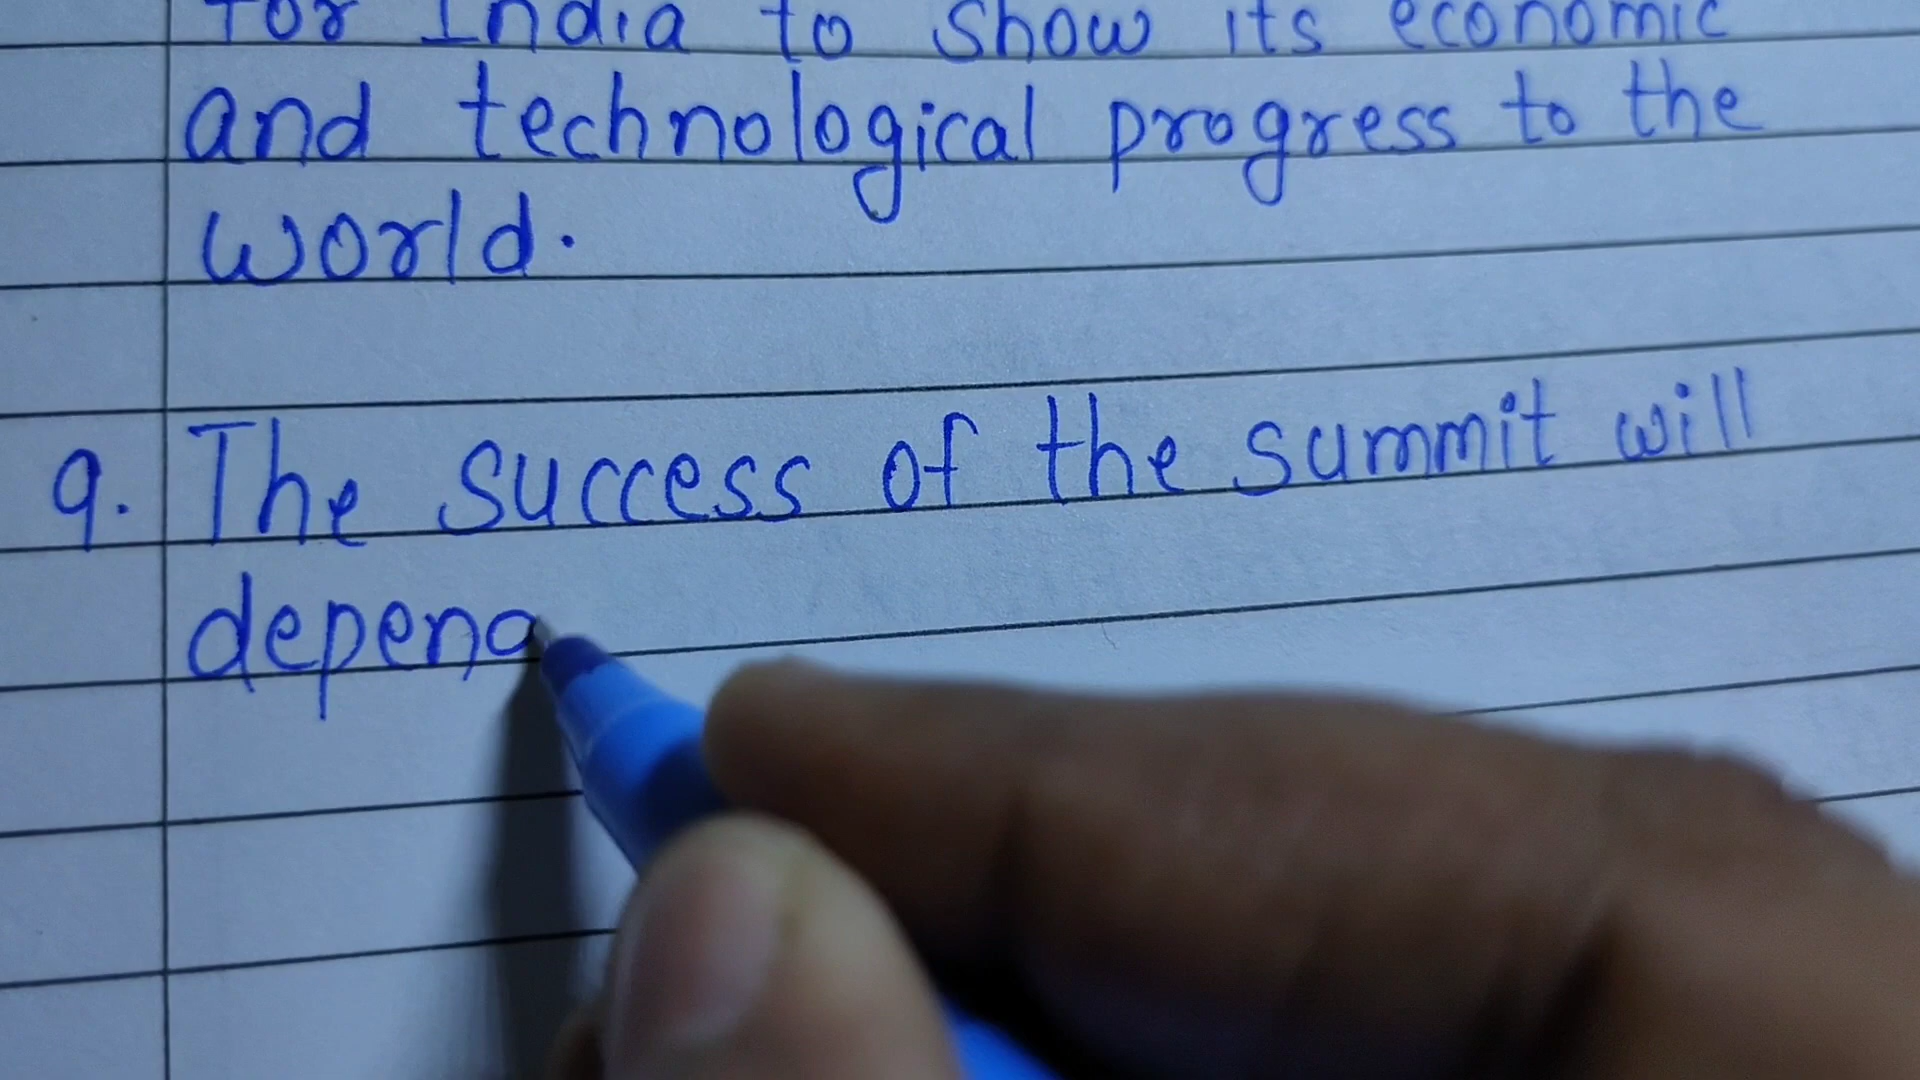 for India to show its economic
and technological progress to the
world.
9. The success of the summit will
depend